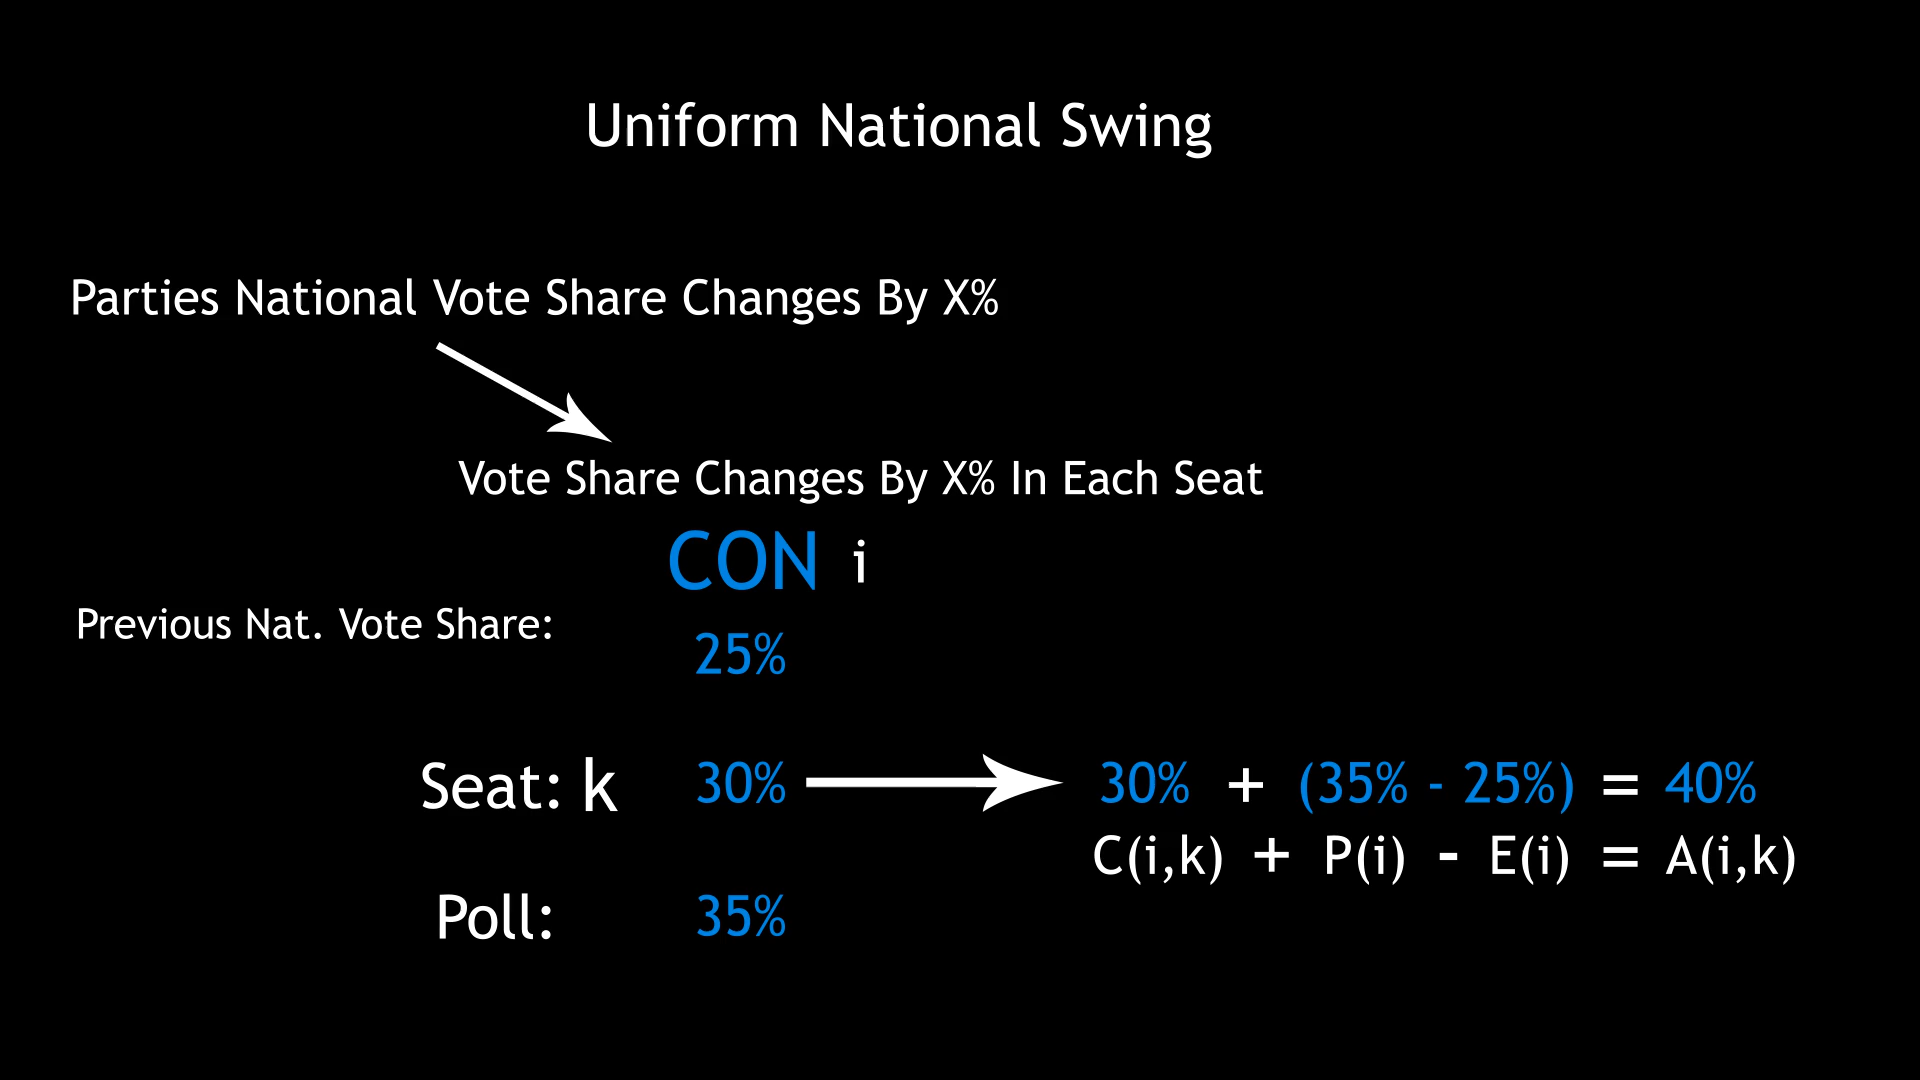 Uniform National Swing
Parties National Vote Share Changes By X%
Vote Share Changes By X% In Each Seat
CON i
Previous Nat. Vote Share:
25%
Seat: k 30% 30% + (35% - 25%) = 40%
C(i,k) + P(i) - E(i) = A(i,k)
Poll: 35%